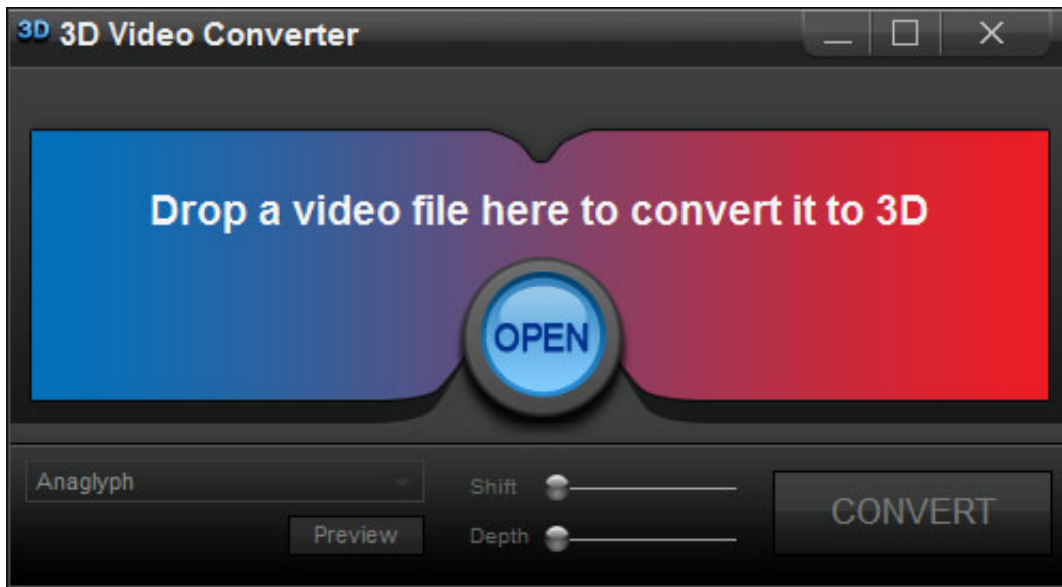 3D 3D Video Converter
Drop a video file here to convert it to 3D
OPEN
Anaglyph
Shift
Preview
Depth
CONVERT